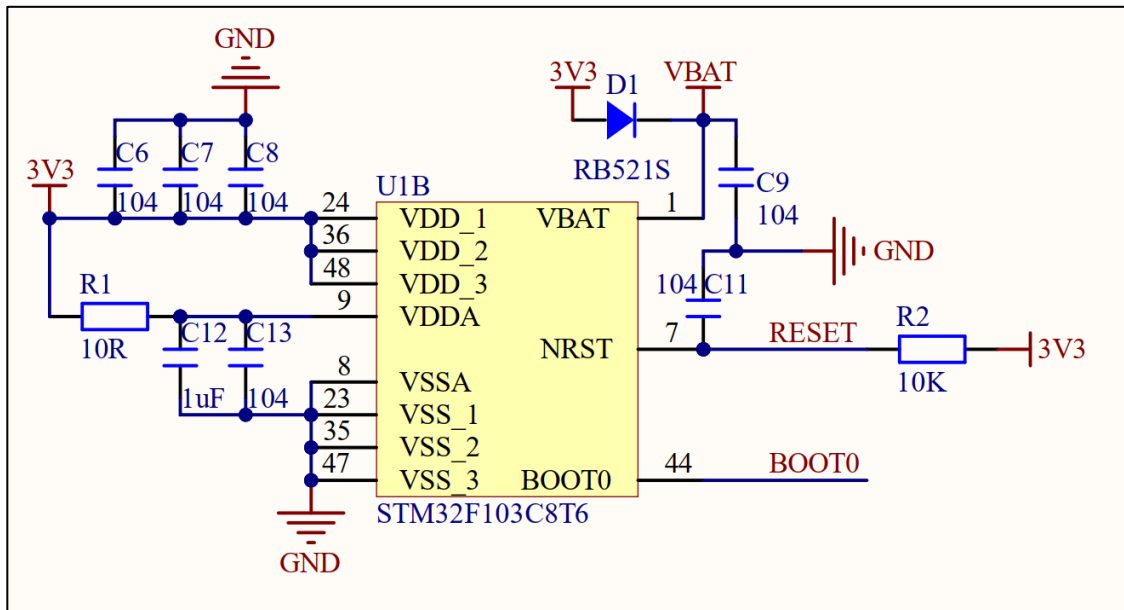 GND
3V3
D1
VBAT
C6
C7
C8
3V3
104
104
104
RB521S
C9
104
U1B
24
VDD_1
VBAT
1
36
VDD_2
48
VDD_3
GND
R1
10R
9
VDDA
104
C11
C12
C13
NRST
7
RESET
R2
10K
3V3
1uF
104
8
VSSA
23
VSS_1
35
VSS_2
47
VSS_3
BOOT0
44
BOOT0
STM32F103C8T6
GND